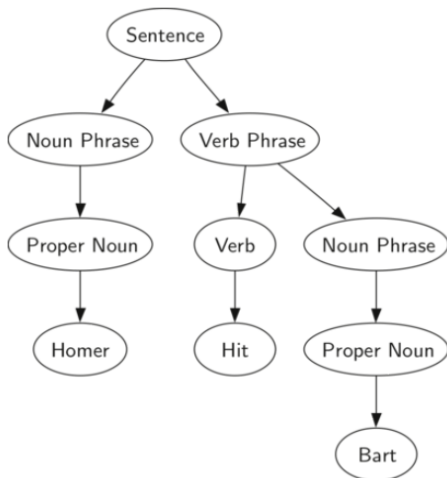 Sentence
Noun Phrase
Verb Phrase
Proper Noun
Verb
Noun Phrase
Homer
Hit
Proper Noun
Bart